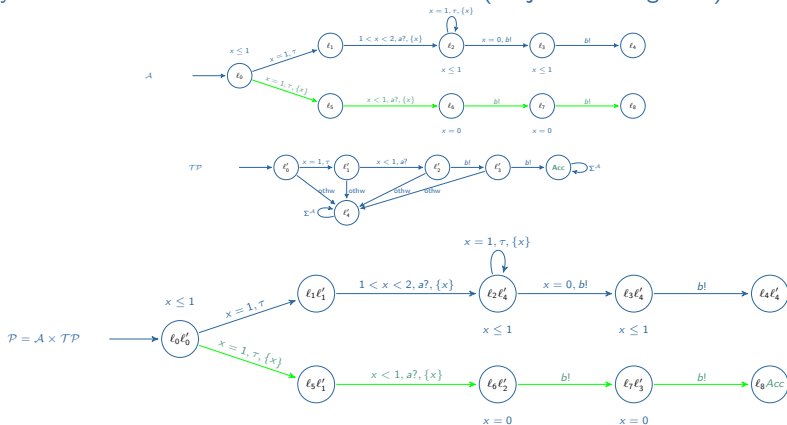 x = 1, τ, {x}
x ≤ 1
ℓ₁
1 < x < 2, a?, {x}
ℓ₂
x = 0, b!
ℓ₃
b!
ℓ₄
x = 1, τ
𝒜
ℓ₀
x ≤ 1
x ≤ 1
x = 1, τ, {x}
ℓ₅
x < 1, a?, {x}
ℓ₆
b!
ℓ₇
b!
ℓ₈
x = 0
x = 0
𝒯𝒫
ℓ′₀
x = 1, τ
ℓ′₁
x < 1, a?
ℓ′₂
b!
ℓ′₃
b!
Acc
Σ^𝒜
othw
othw
othw
othw
Σ^𝒜
ℓ′₄
x = 1, τ, {x}
x ≤ 1
ℓ₁ℓ′₁
1 < x < 2, a?, {x}
ℓ₂ℓ′₄
x = 0, b!
ℓ₃ℓ′₄
b!
ℓ₄ℓ′₄
x = 1, τ
x ≤ 1
x ≤ 1
𝒫 = 𝒜 × 𝒯𝒫
ℓ₀ℓ′₀
x = 1, τ, {x}
ℓ₅ℓ′₁
x < 1, a?, {x}
ℓ₆ℓ′₂
b!
ℓ₇ℓ′₃
b!
ℓ₈Acc
x = 0
x = 0